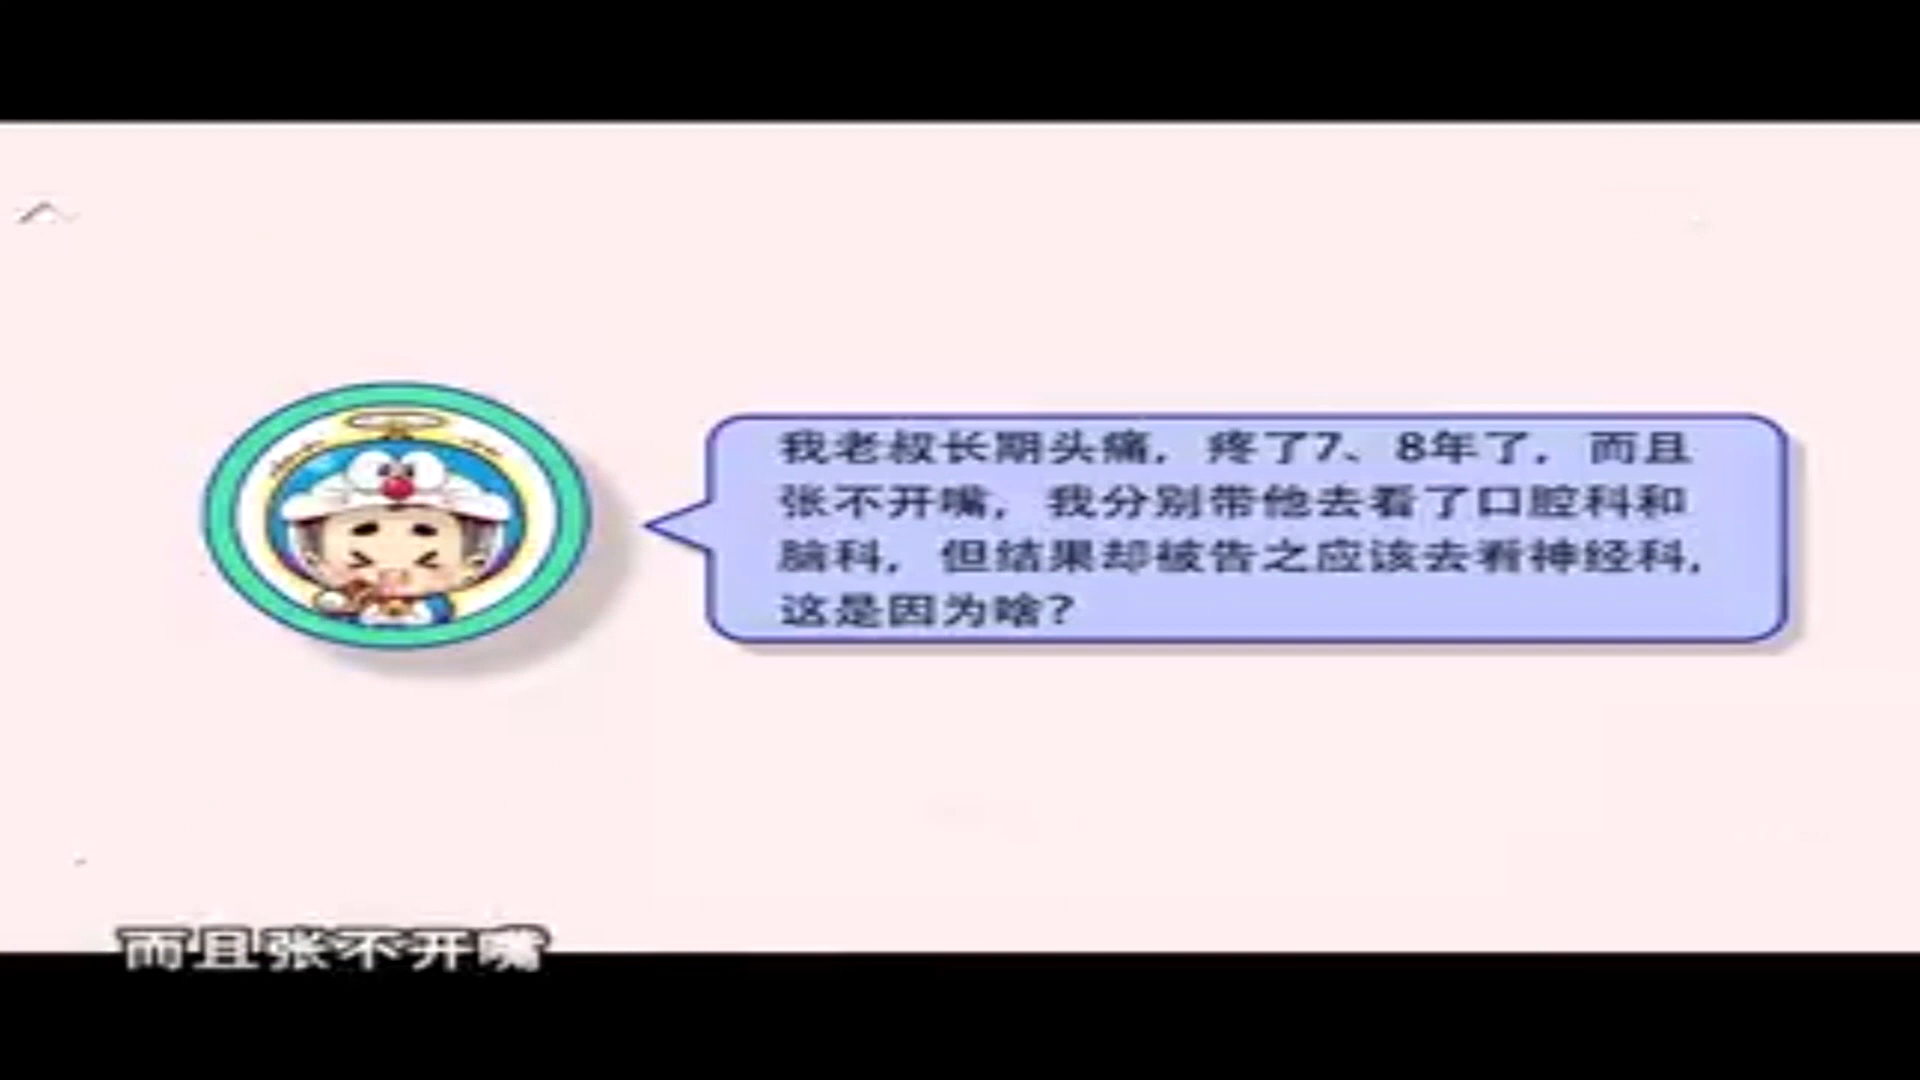 我老叔长期头痛，疼了7、8年了，而且
张不开嘴，我分别带他去看了口腔科和
脑科，但结果却被告之应该去看神经科，
这是因为啥？
而且张不开嘴